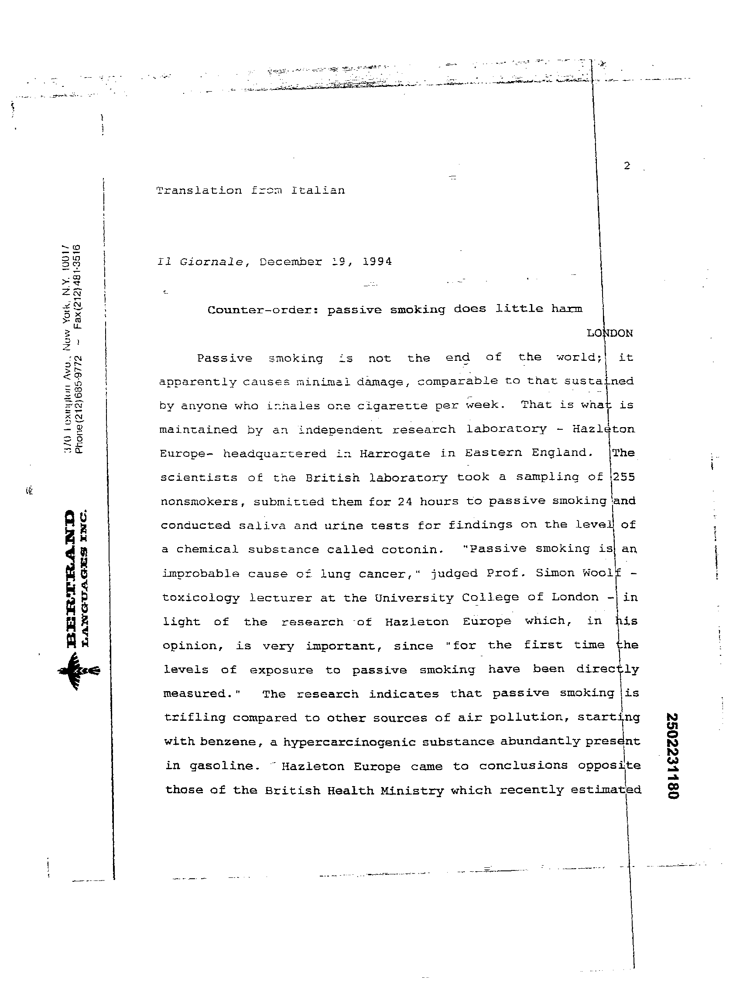 2
Translation from Italian
Il Giornale, December 19, 1994
Counter-order: passive smoking does little harm
LONDON
Passive smoking is not the end of the world; it
apparently causes minimal damage, comparable to that sustained
by anyone who inhales one cigarette per week. That is what is
maintained by an independent research laboratory - Hazleton
Europe- headquartered in Harrogate in Eastern England. The
scientists of the British laboratory took a sampling of 255
nonsmokers, submitted them for 24 hours to passive smoking and
conducted saliva and urine tests for findings on the level of
a chemical substance called cotonin. "Passive smoking is an
improbable cause of lung cancer," judged Prof. Simon Woolf -
toxicology lecturer at the University College of London - in
light of the research of Hazleton Europe which, in his
opinion, is very important, since "for the first time the
levels of exposure to passive smoking have been directly
measured." The research indicates that passive smoking is
trifling compared to other sources of air pollution, starting
with benzene, a hypercarcinogenic substance abundantly present
in gasoline. Hazleton Europe came to conclusions opposite
those of the British Health Ministry which recently estimated
BERTRAND
LANGUAGES INC.
370 Lexington Ave., New York, N.Y. 10017
Phone (212) 685-9772 – Fax (212) 481-3516
2502231180